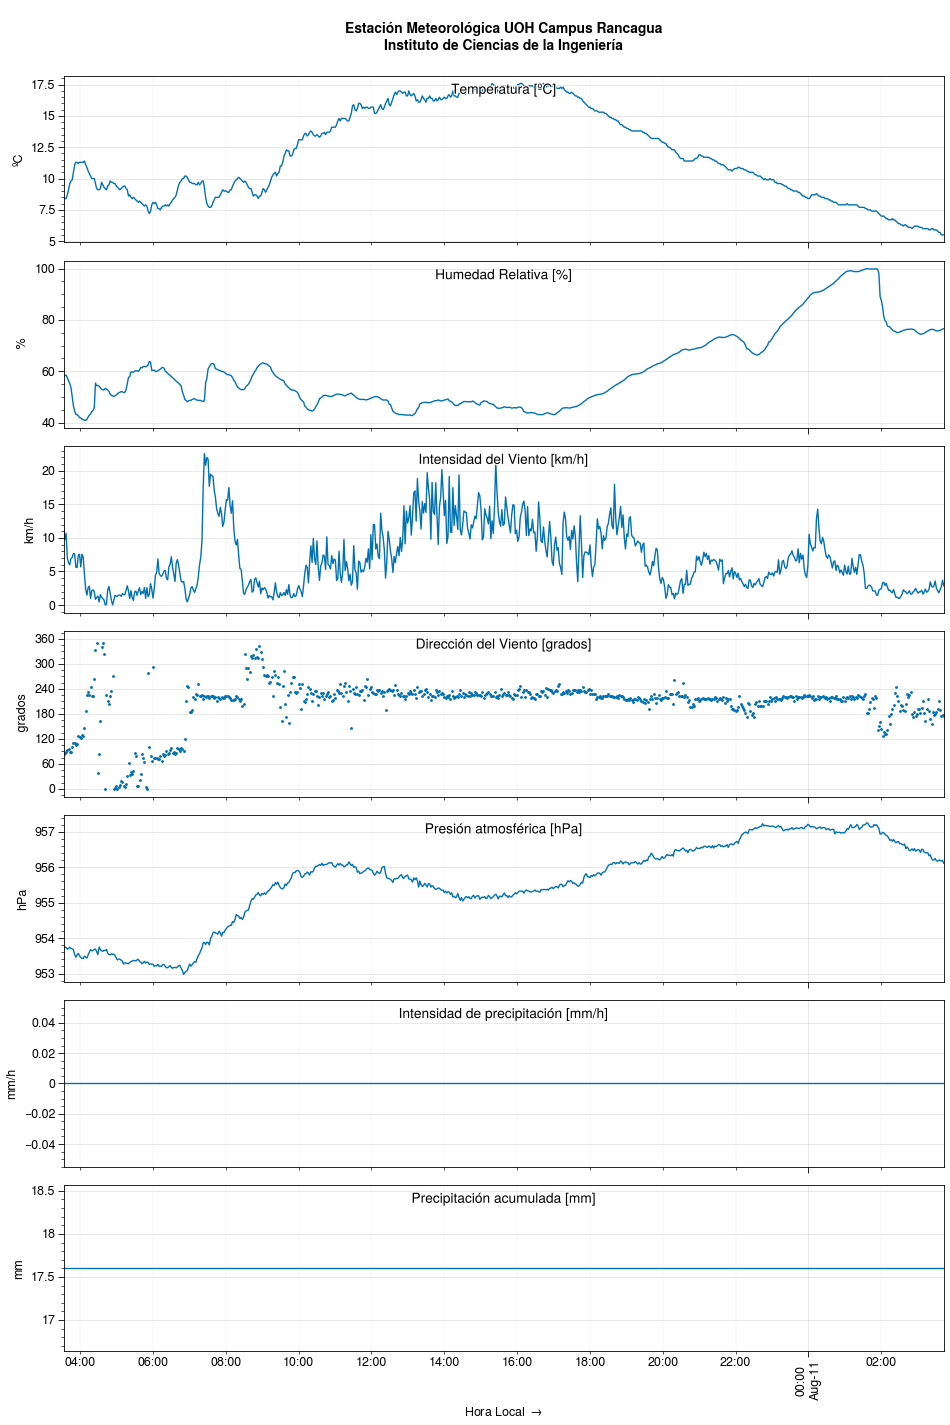 Estación Meteorológica UOH Campus Rancagua
Instituto de Ciencias de la Ingeniería
Temperatura [ºC]
ºC
17.5
15
12.5
10
7.5
5
Humedad Relativa [%]
%
100
80
60
40
Intensidad del Viento [km/h]
km/h
20
15
10
5
0
Dirección del Viento [grados]
grados
360
300
240
180
120
60
0
Presión atmosférica [hPa]
hPa
957
956
955
954
953
Intensidad de precipitación [mm/h]
mm/h
0.04
0.02
0
−0.02
−0.04
Precipitación acumulada [mm]
mm
18.5
18
17.5
17
04:00 06:00 08:00 10:00 12:00 14:00 16:00 18:00 20:00 22:00 00:00 02:00
Aug-11
Hora Local →